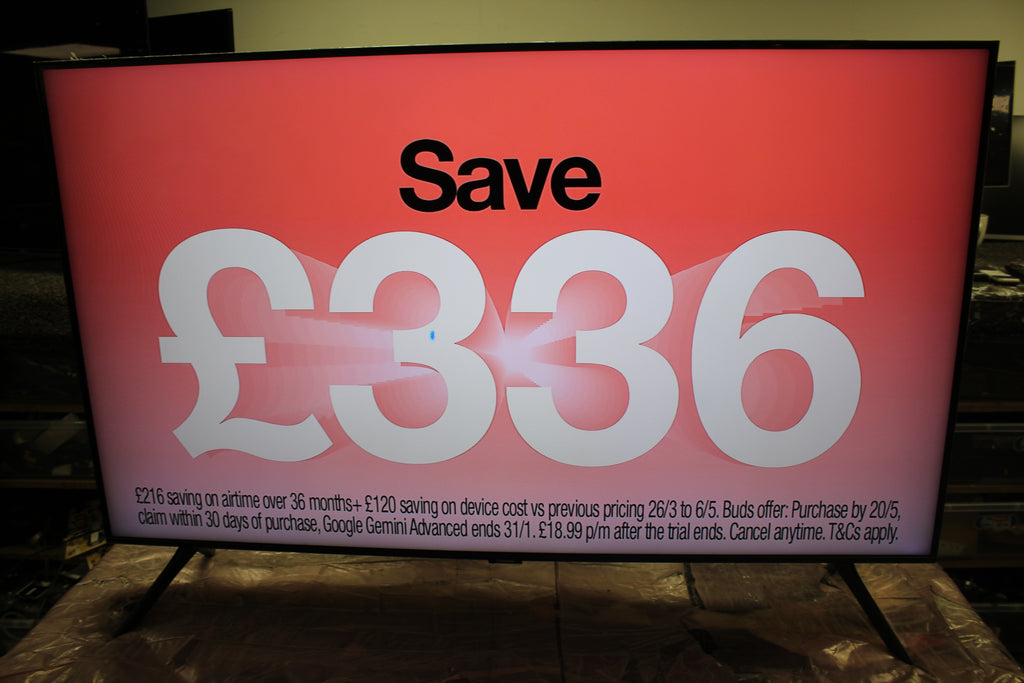 Save
£336
£216 saving on airtime over 36 months+ £120 saving on device cost vs previous pricing 26/3 to 6/5. Buds offer: Purchase by 20/5,
claim within 30 days of purchase, Google Gemini Advanced ends 31/1. £18.99 p/m after the trial ends. Cancel anytime. T&Cs apply.